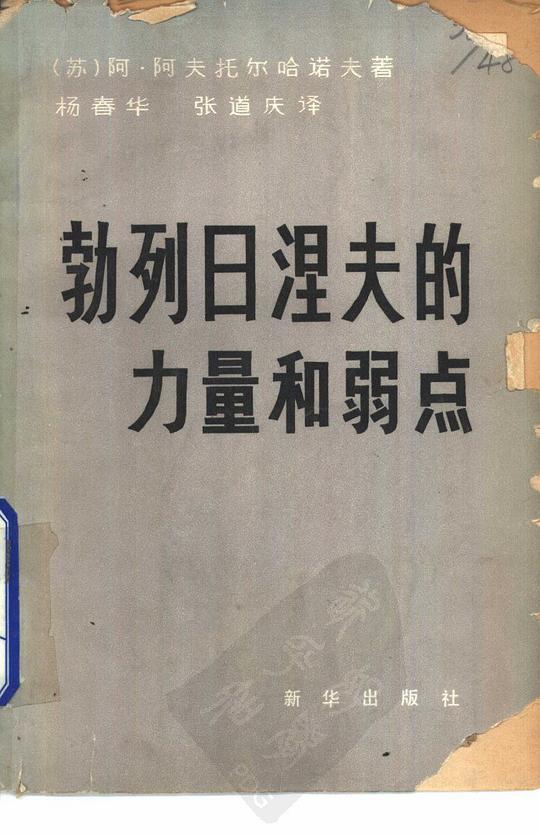 (苏)阿·阿夫托尔哈诺夫著
杨春华 张道庆译
勃列日涅夫的
力量和弱点
新华出版社